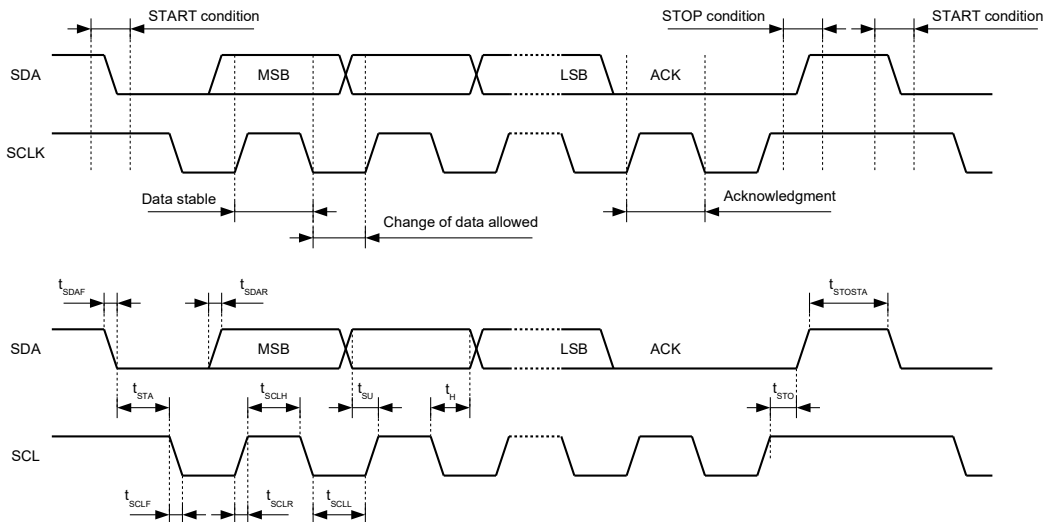 START condition
STOP condition
START condition
SDA
MSB
LSB
ACK
SCLK
Data stable
Change of data allowed
Acknowledgment
tSDAF
tSDAR
tSTOSTA
SDA
MSB
LSB
ACK
tSTA
tSCLH
tSU
tH
tSTO
SCL
tSCLF
tSCLR
tSCLL